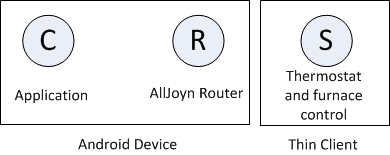 C
R
S
Application
AllJoyn Router
Thermostat
and furnace
control
Android Device
Thin Client